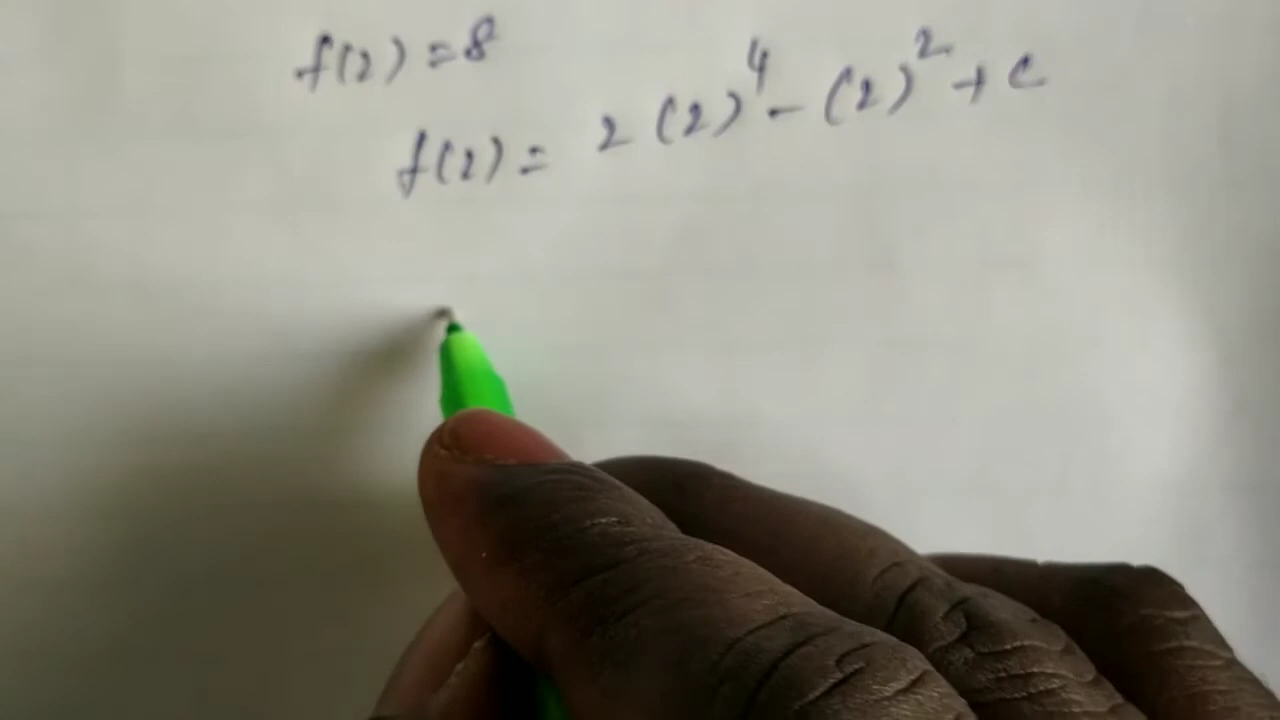 f(2) = 8
f(2) = 2(2)⁴ - (2)² + c